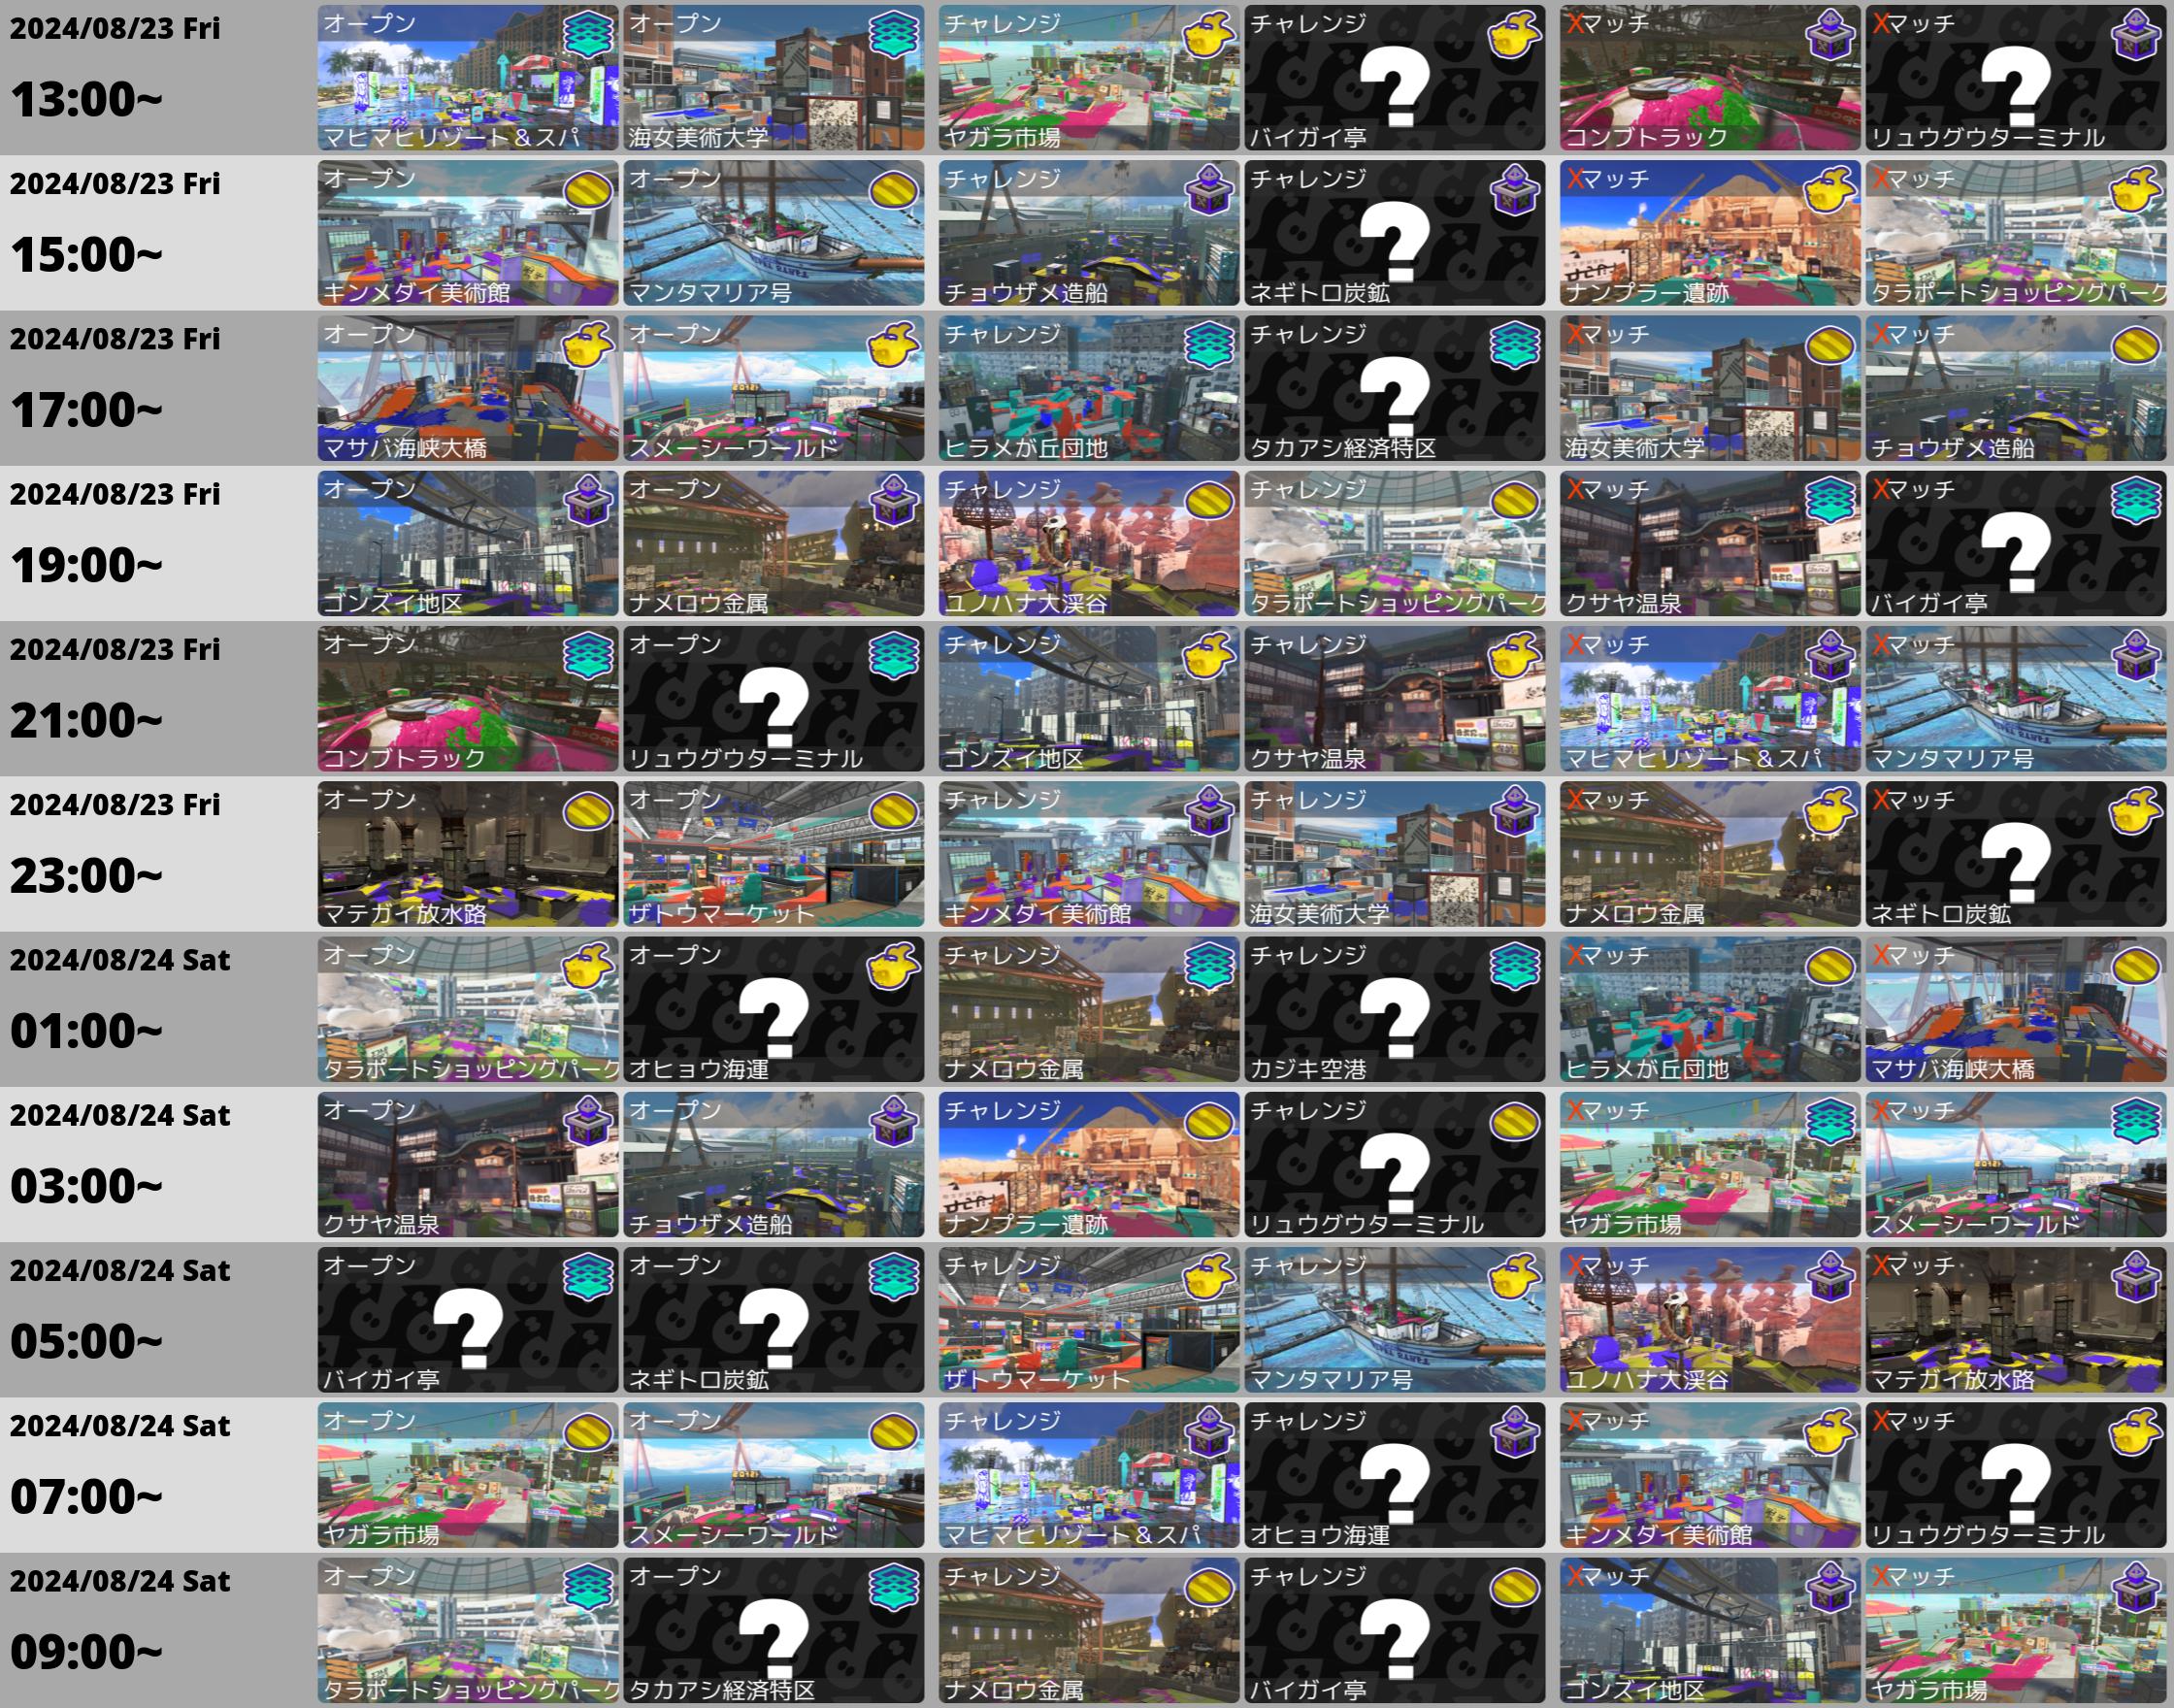 2024/08/23 Fri
13:00~
オープン
マヒマヒリゾート＆スパ
オープン
海女美術大学
チャレンジ
ヤガラ市場
チャレンジ
?
バイガイ亭
Xマッチ
コンブトラック
Xマッチ
?
リュウグウターミナル
2024/08/23 Fri
15:00~
オープン
キンメダイ美術館
オープン
マンタマリア号
チャレンジ
チョウザメ造船
チャレンジ
?
ネギトロ炭鉱
Xマッチ
ナンプラー遺跡
Xマッチ
タラポートショッピングパーク
2024/08/23 Fri
17:00~
オープン
マサバ海峡大橋
オープン
スメーシーワールド
チャレンジ
ヒラメが丘団地
チャレンジ
?
タカアシ経済特区
Xマッチ
海女美術大学
Xマッチ
チョウザメ造船
2024/08/23 Fri
19:00~
オープン
ゴンズイ地区
オープン
ナメロウ金属
チャレンジ
ユノハナ大渓谷
チャレンジ
タラポートショッピングパーク
Xマッチ
クサヤ温泉
Xマッチ
?
バイガイ亭
2024/08/23 Fri
21:00~
オープン
コンブトラック
オープン
?
リュウグウターミナル
チャレンジ
ゴンズイ地区
チャレンジ
クサヤ温泉
Xマッチ
マヒマヒリゾート＆スパ
Xマッチ
マンタマリア号
2024/08/23 Fri
23:00~
オープン
マテガイ放水路
オープン
ザトウマーケット
チャレンジ
キンメダイ美術館
チャレンジ
海女美術大学
Xマッチ
ナメロウ金属
Xマッチ
?
ネギトロ炭鉱
2024/08/24 Sat
01:00~
オープン
タラポートショッピングパーク
オープン
?
オヒョウ海運
チャレンジ
ナメロウ金属
チャレンジ
?
カジキ空港
Xマッチ
ヒラメが丘団地
Xマッチ
マサバ海峡大橋
2024/08/24 Sat
03:00~
オープン
クサヤ温泉
オープン
チョウザメ造船
チャレンジ
ナンプラー遺跡
チャレンジ
?
リュウグウターミナル
Xマッチ
ヤガラ市場
Xマッチ
スメーシーワールド
2024/08/24 Sat
05:00~
オープン
?
バイガイ亭
オープン
?
ネギトロ炭鉱
チャレンジ
ザトウマーケット
チャレンジ
マンタマリア号
Xマッチ
ユノハナ大渓谷
Xマッチ
マテガイ放水路
2024/08/24 Sat
07:00~
オープン
ヤガラ市場
オープン
スメーシーワールド
チャレンジ
マヒマヒリゾート＆スパ
チャレンジ
?
オヒョウ海運
Xマッチ
キンメダイ美術館
Xマッチ
?
リュウグウターミナル
2024/08/24 Sat
09:00~
オープン
タラポートショッピングパーク
オープン
?
タカアシ経済特区
チャレンジ
ナメロウ金属
チャレンジ
?
バイガイ亭
Xマッチ
ゴンズイ地区
Xマッチ
ヤガラ市場